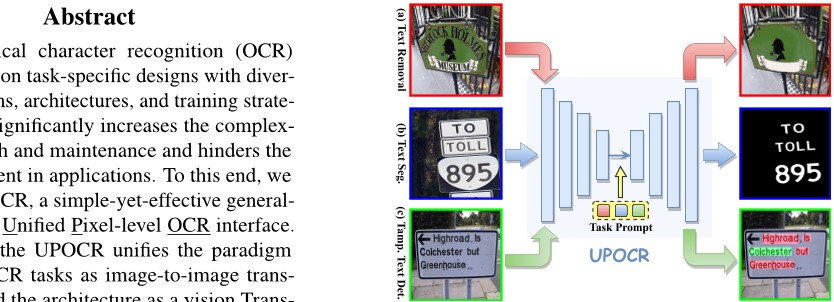 Abstract
ical character recognition (OCR)
on task-specific designs with diver-
ns, architectures, and training strate-
ignificantly increases the complex-
h and maintenance and hinders the
ent in applications. To this end, we
CR, a simple-yet-effective general-
Unified Pixel-level OCR interface.
the UPOCR unifies the paradigm
CR tasks as image-to-image trans-
d the architecture as a vision Trans-
(a) Text Removal
SHERLOCK HOLMES
MUSEUM
(b) Text Seg.
TO
TOLL
895
(c) Tamp. Text Det.
Highroad, Is
Colchester but
Greenhouse..
Task Prompt
UPOCR
TO
TOLL
895
Highroad, Is
Colchester but
Greenhouse..